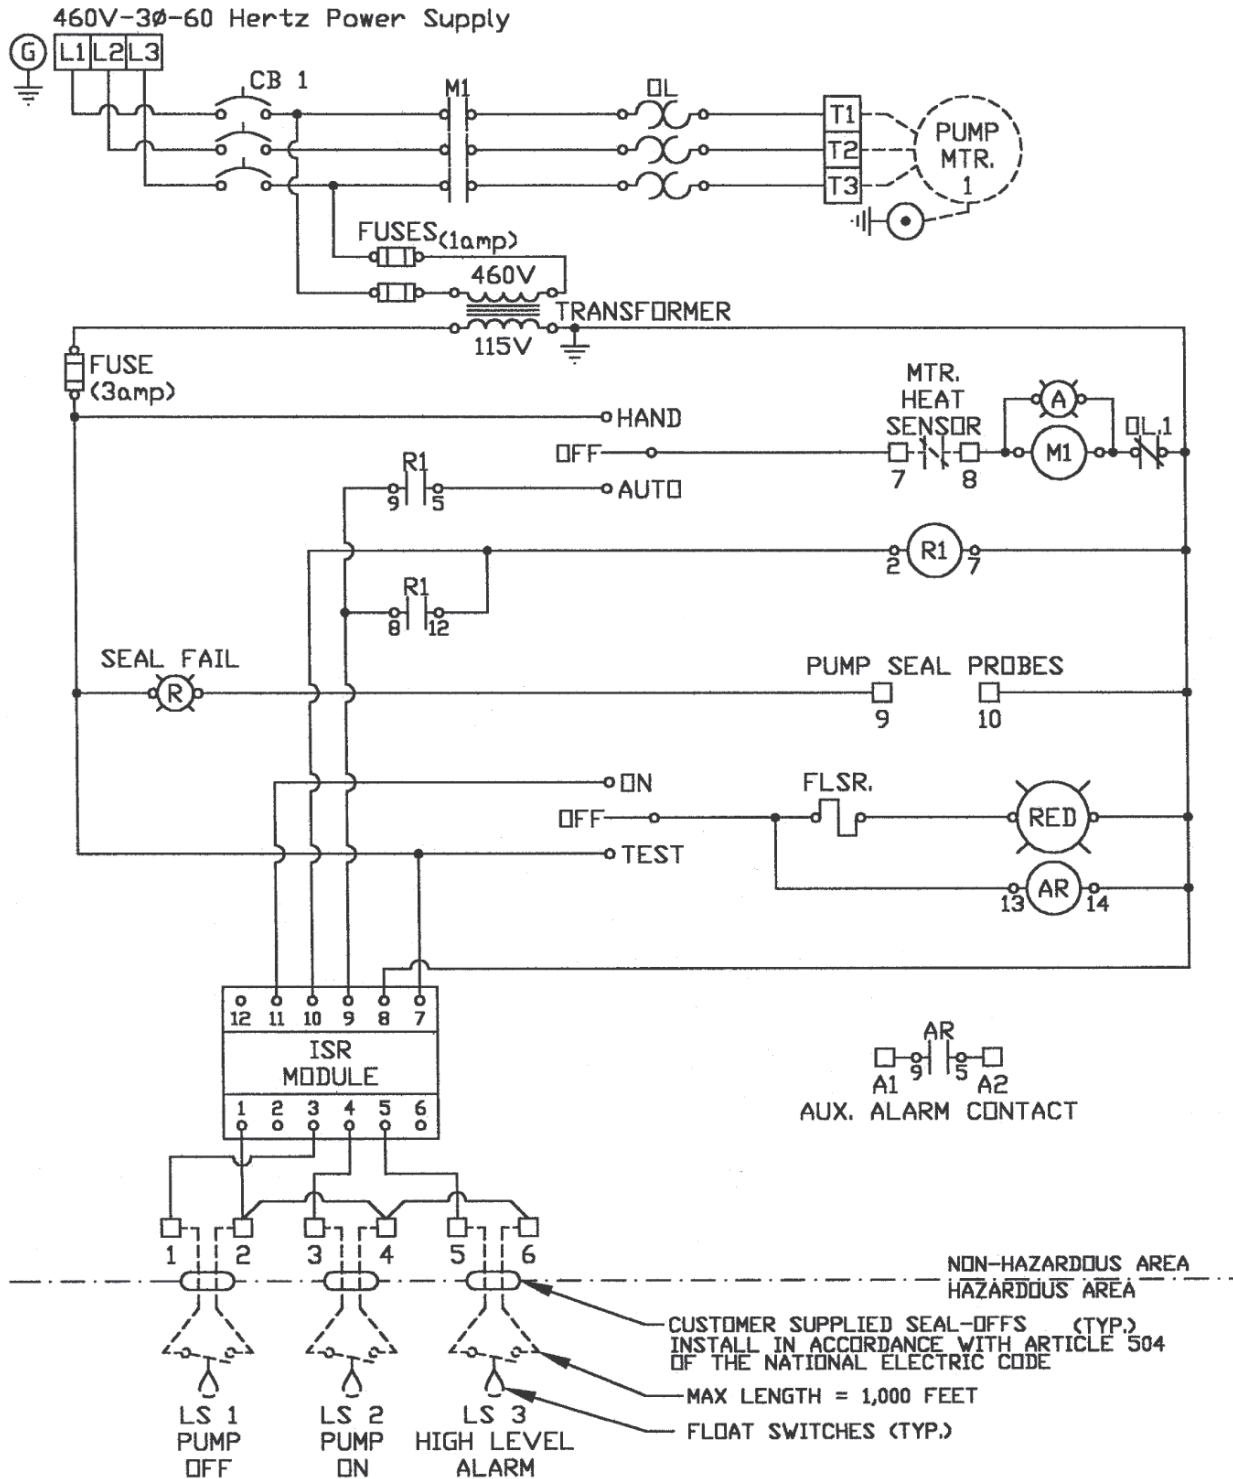 460V-3Ø-60 Hertz Power Supply
G L1 L2 L3
CB 1
M1
OL
T1
T2
T3
PUMP
MTR.
1
FUSES (1amp)
460V
TRANSFORMER
115V
FUSE
(3amp)
HAND
OFF
AUTO
R1
9 5
MTR.
HEAT
SENSOR
7 8
A
M1
OL.1
R1
2 7
R1
8 12
SEAL FAIL
R
PUMP SEAL PROBES
9 10
ON
OFF
TEST
FLSR.
RED
AR
13 14
12 11 10 9 8 7
ISR
MODULE
1 2 3 4 5 6
AR
9 5
A1 A2
AUX. ALARM CONTACT
1 2 3 4 5 6
NON-HAZARDOUS AREA
HAZARDOUS AREA
CUSTOMER SUPPLIED SEAL-OFFS (TYP.)
INSTALL IN ACCORDANCE WITH ARTICLE 504
OF THE NATIONAL ELECTRIC CODE
MAX LENGTH = 1,000 FEET
FLOAT SWITCHES (TYP.)
LS 1
PUMP
OFF
LS 2
PUMP
ON
LS 3
HIGH LEVEL
ALARM